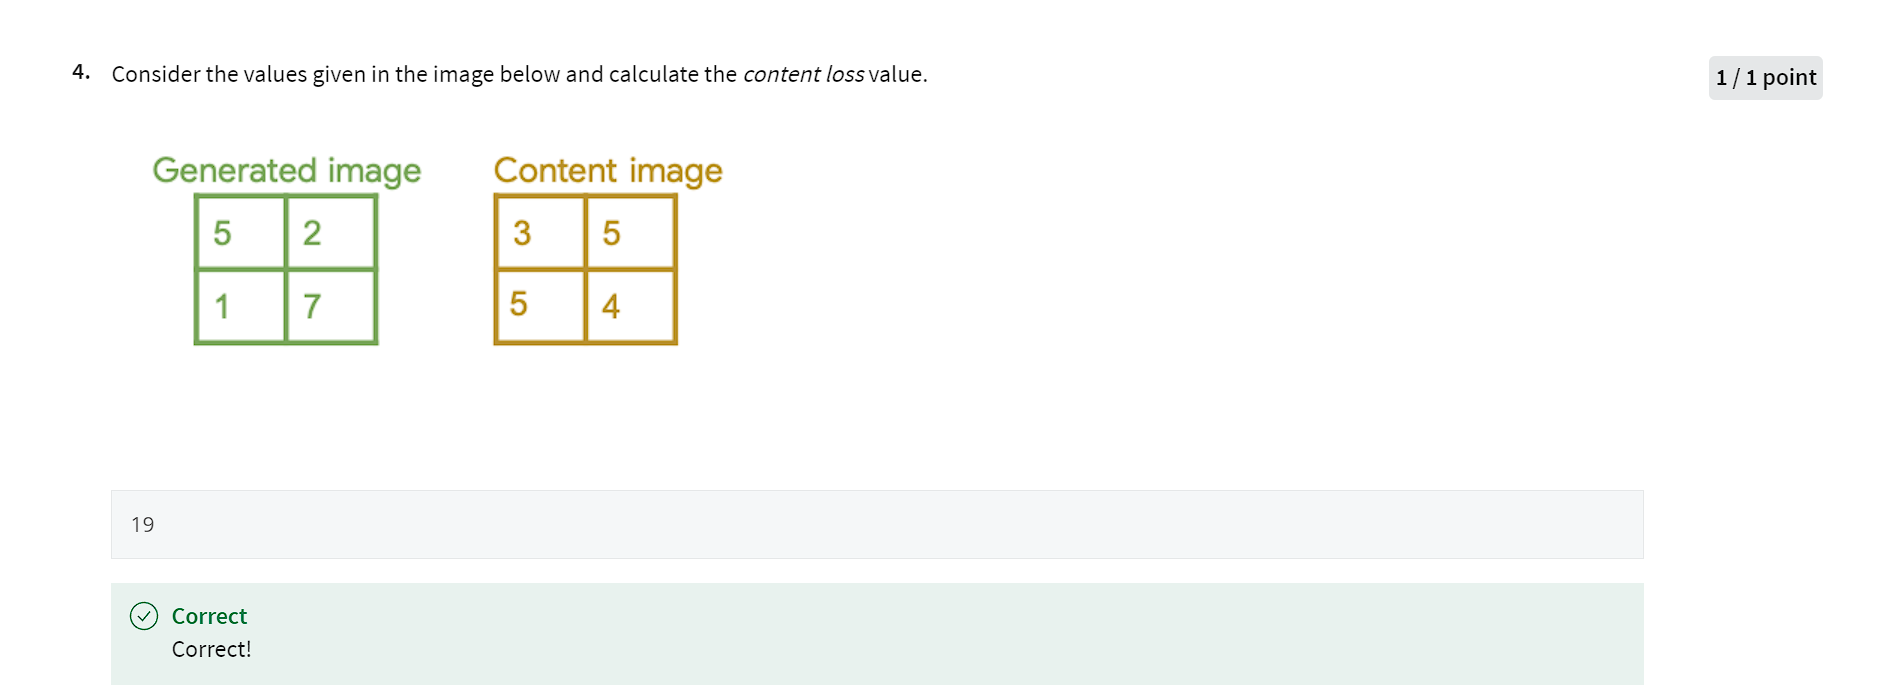 4. Consider the values given in the image below and calculate the content loss value.
1 / 1 point
Generated image
Content image
5 2
3 5
1 7
5 4
19
Correct
Correct!